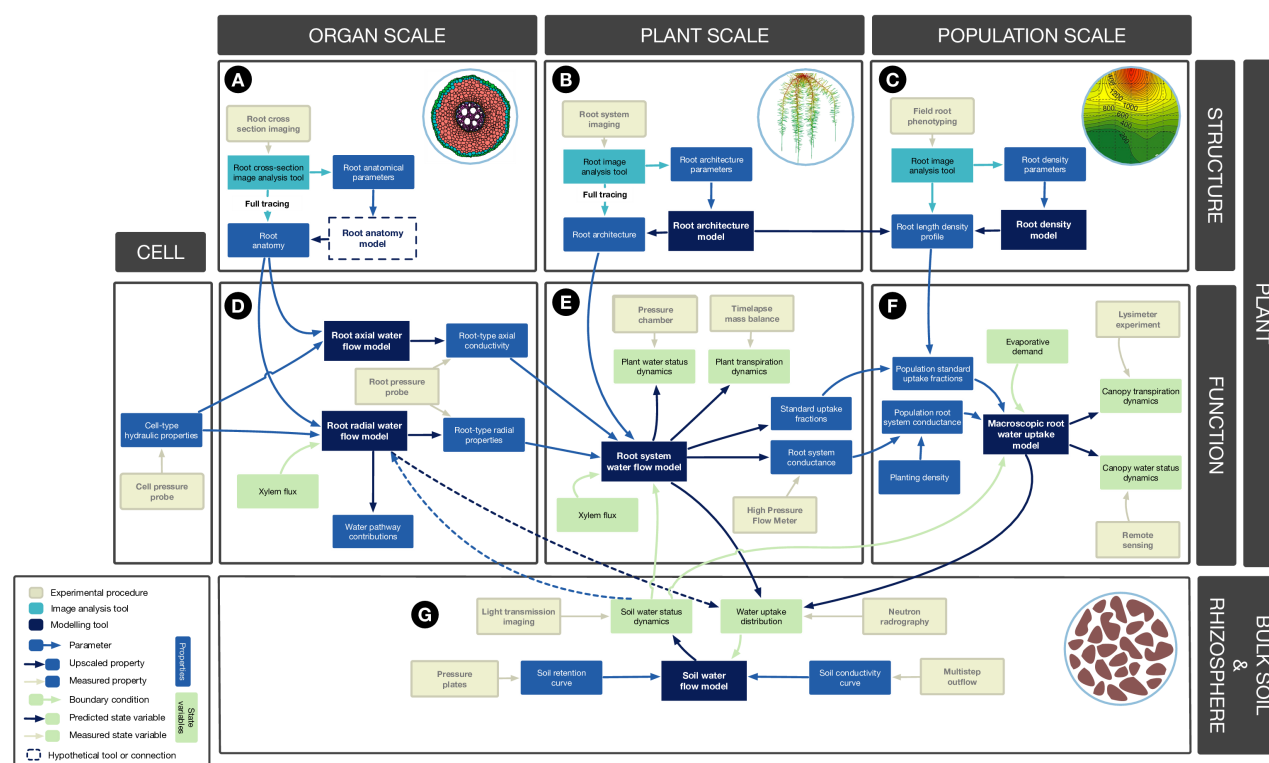 ORGAN SCALE
PLANT SCALE
POPULATION SCALE
A
Root cross
section imaging
Root cross-section
image analysis tool
Root anatomical
parameters
Full tracing
Root
anatomy
Root anatomy
model
B
Root system
imaging
Root image
analysis tool
Root architecture
parameters
Full tracing
Root architecture
Root architecture
model
C
Field root
phenotyping
Root image
analysis tool
Root density
parameters
Root length density
profile
Root density
model
1000
1200
800
600
400
STRUCTURE
PLANT
CELL
Cell-type
hydraulic properties
Cell pressure
probe
D
Root axial water
flow model
Root-type axial
conductivity
Root pressure
probe
Root radial water
flow model
Root-type radial
properties
Xylem flux
Water pathway
contributions
E
Pressure
chamber
Timelapse
mass balance
Plant water status
dynamics
Plant transpiration
dynamics
Standard uptake
fractions
Root system
water flow model
Root system
conductance
Xylem flux
High Pressure
Flow Meter
F
Evaporative
demand
Lysimeter
experiment
Population standard
uptake fractions
Canopy transpiration
dynamics
Population root
system conductance
Macroscopic root
water uptake
model
Planting density
Canopy water status
dynamics
Remote
sensing
FUNCTION
G
Light transmission
imaging
Soil water status
dynamics
Water uptake
distribution
Neutron
radiography
Pressure
plates
Soil retention
curve
Soil water
flow model
Soil conductivity
curve
Multistep
outflow
BULK SOIL
&
RHIZOSPHERE
Experimental procedure
Image analysis tool
Modelling tool
Parameter
Upscaled property
Measured property
Properties
Boundary condition
Predicted state variable
Measured state variable
State
variables
Hypothetical tool or connection